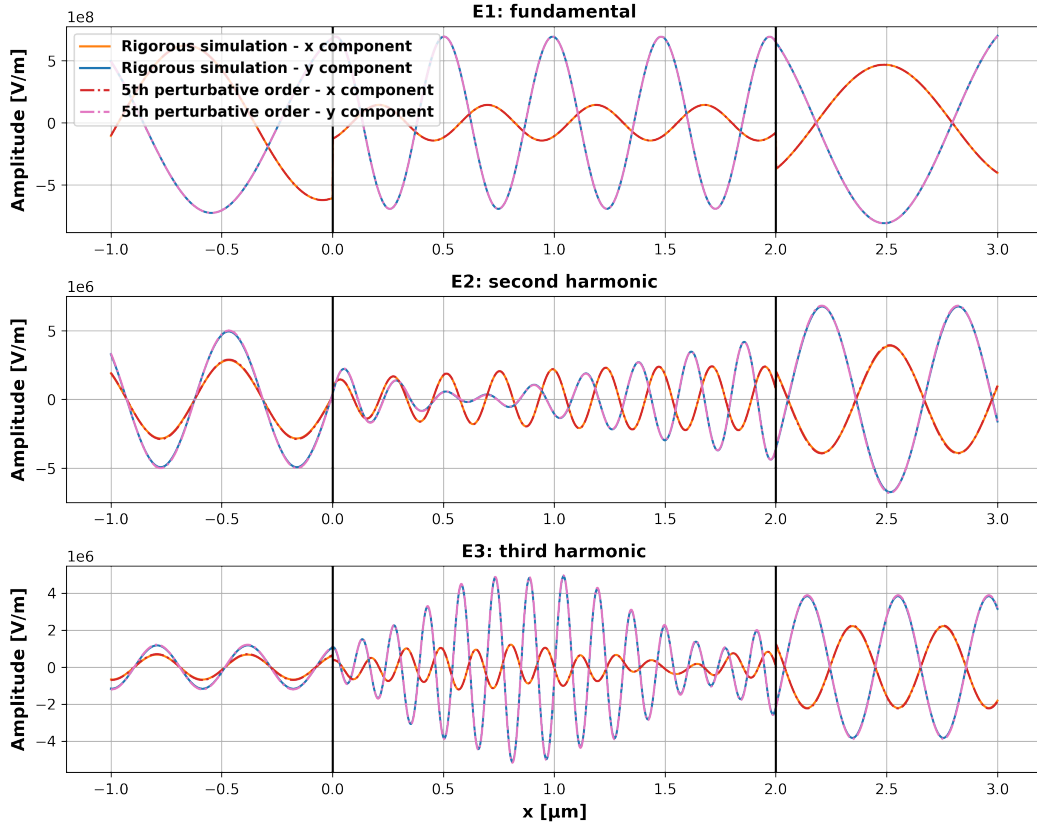 E1: fundamental
1e8
Rigorous simulation - x component
Rigorous simulation - y component
5th perturbative order - x component
5th perturbative order - y component
Amplitude [V/m]
5
0
−5
−1.0 −0.5 0.0 0.5 1.0 1.5 2.0 2.5 3.0
E2: second harmonic
1e6
Amplitude [V/m]
5
0
−5
−1.0 −0.5 0.0 0.5 1.0 1.5 2.0 2.5 3.0
E3: third harmonic
1e6
Amplitude [V/m]
4
2
0
−2
−4
−1.0 −0.5 0.0 0.5 1.0 1.5 2.0 2.5 3.0
x [µm]